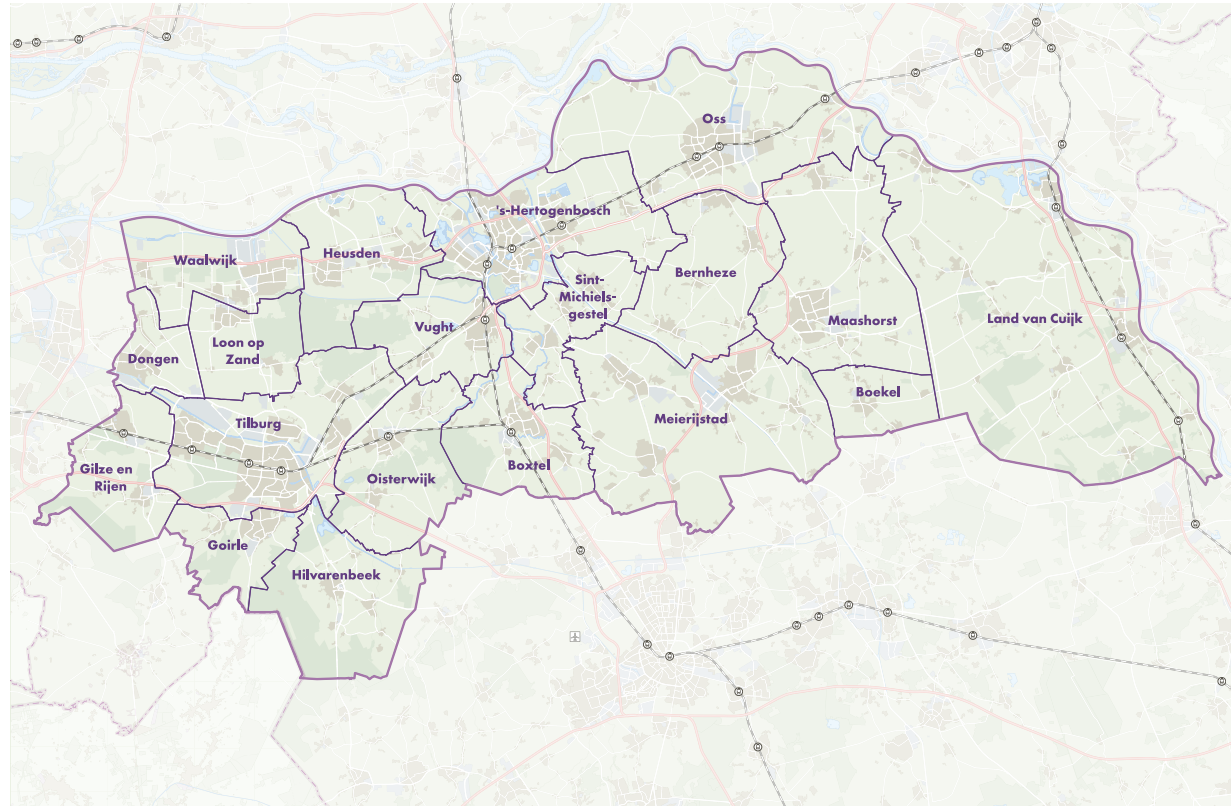 Oss
's-Hertogenbosch
Waalwijk
Heusden
Bernheze
Sint-
Michiels-
gestel
Land van Cuijk
Maashorst
Vught
Loon op
Zand
Dongen
Boekel
Meierijstad
Tilburg
Boxtel
Gilze en
Rijen
Oisterwijk
Goirle
Hilvarenbeek